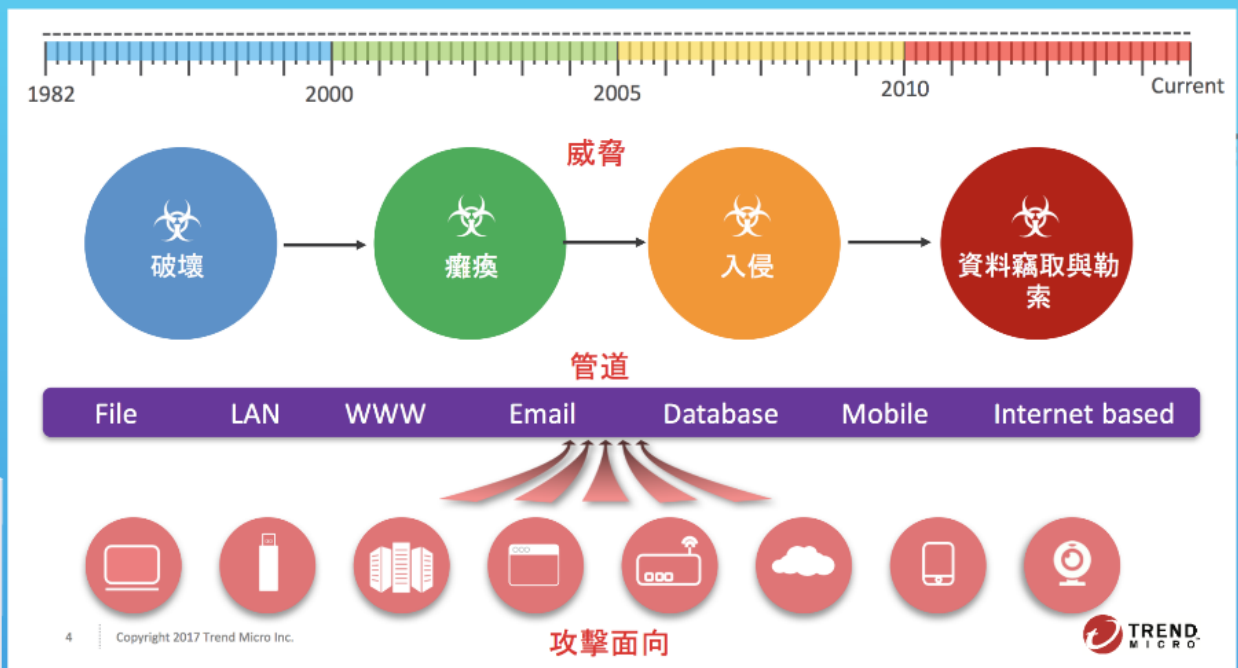 1982
2000
2005
2010
Current
威脅
破壞
癱瘓
入侵
資料竊取與勒
索
管道
File
LAN
WWW
Email
Database
Mobile
Internet based
4
Copyright 2017 Trend Micro Inc.
攻擊面向
TREND
MICRO